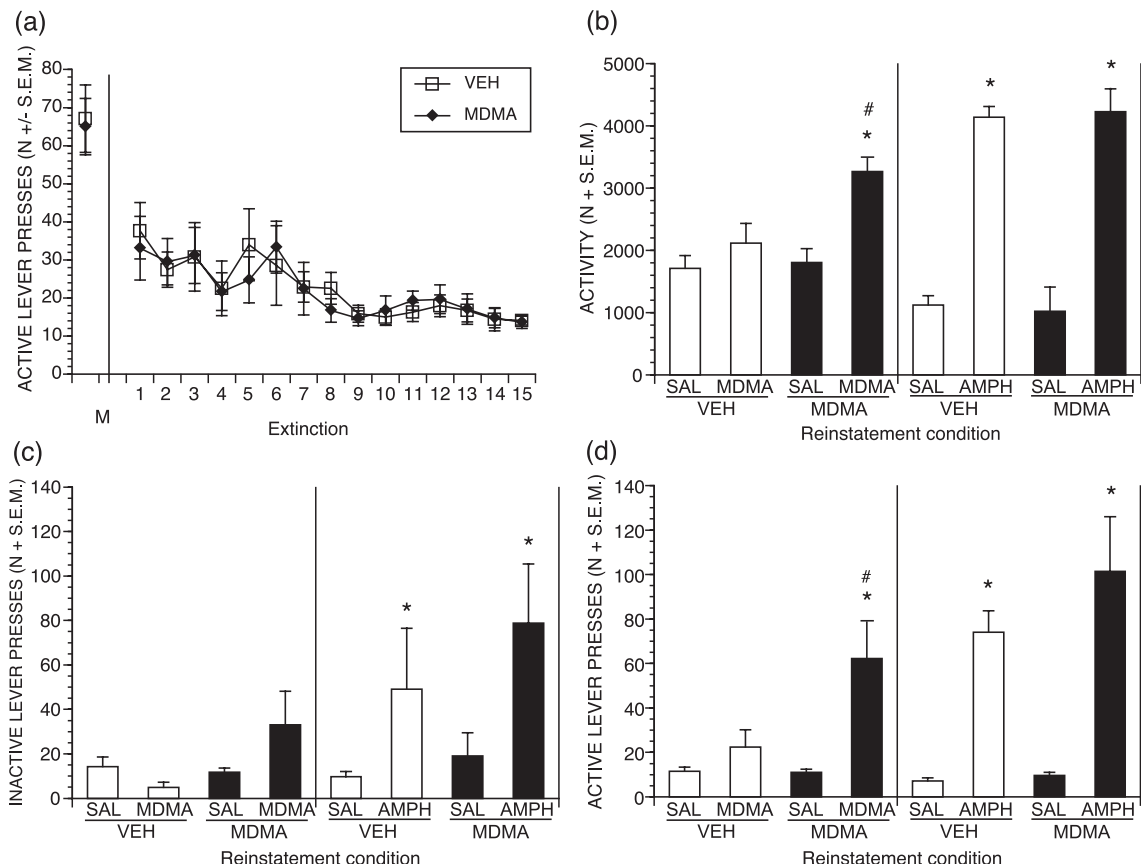 (a)
ACTIVE LEVER PRESSES (N +/- S.E.M.)
80
70
60
50
40
30
20
10
0
VEH
MDMA
M
1 2 3 4 5 6 7 8 9 10 11 12 13 14 15
Extinction
(b)
ACTIVITY (N + S.E.M.)
5000
4000
3000
2000
1000
0
#
*
*
*
SAL MDMA SAL MDMA SAL AMPH SAL AMPH
VEH MDMA VEH MDMA
Reinstatement condition
(c)
INACTIVE LEVER PRESSES (N + S.E.M.)
140
120
100
80
60
40
20
0
*
*
SAL MDMA SAL MDMA SAL AMPH SAL AMPH
VEH MDMA VEH MDMA
Reinstatement condition
(d)
ACTIVE LEVER PRESSES (N + S.E.M.)
140
120
100
80
60
40
20
0
#
*
*
*
SAL MDMA SAL MDMA SAL AMPH SAL AMPH
VEH MDMA VEH MDMA
Reinstatement condition